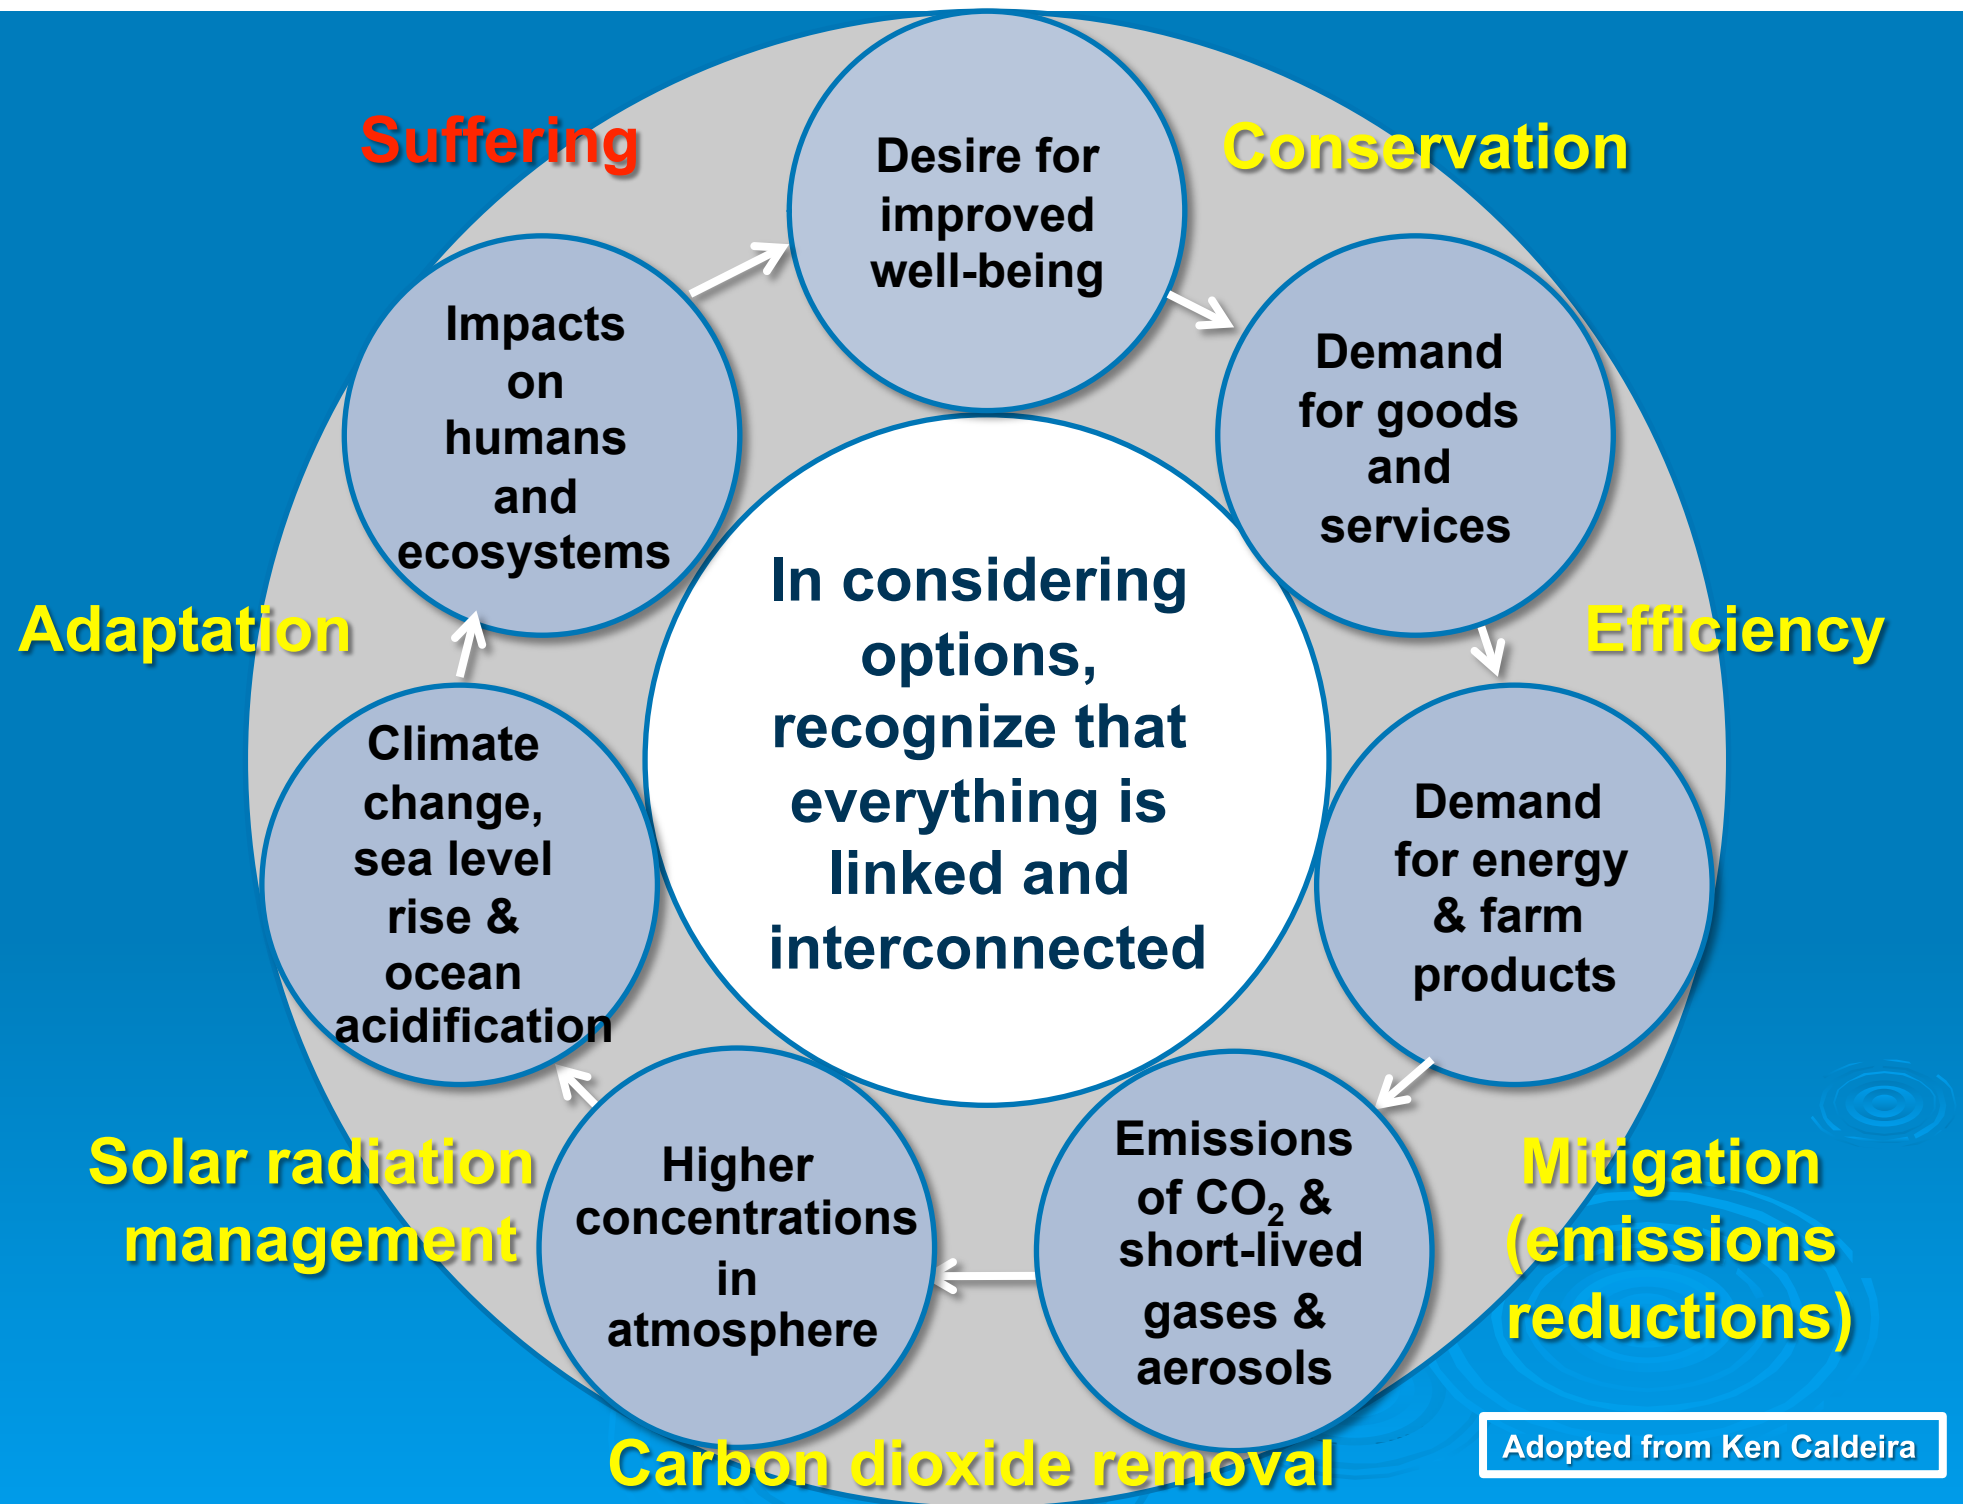 Suffering
Desire for
improved
well-being
Conservation
Impacts
on
humans
and
ecosystems
Demand
for goods
and
services
In considering
options,
recognize that
everything is
linked and
interconnected
Adaptation
Efficiency
Climate
change,
sea level
rise &
ocean
acidification
Demand
for energy
& farm
products
Solar radiation
management
Higher
concentrations
in
atmosphere
Emissions
of CO₂ &
short-lived
gases &
aerosols
Mitigation
(emissions
reductions)
Carbon dioxide removal
Adopted from Ken Caldeira